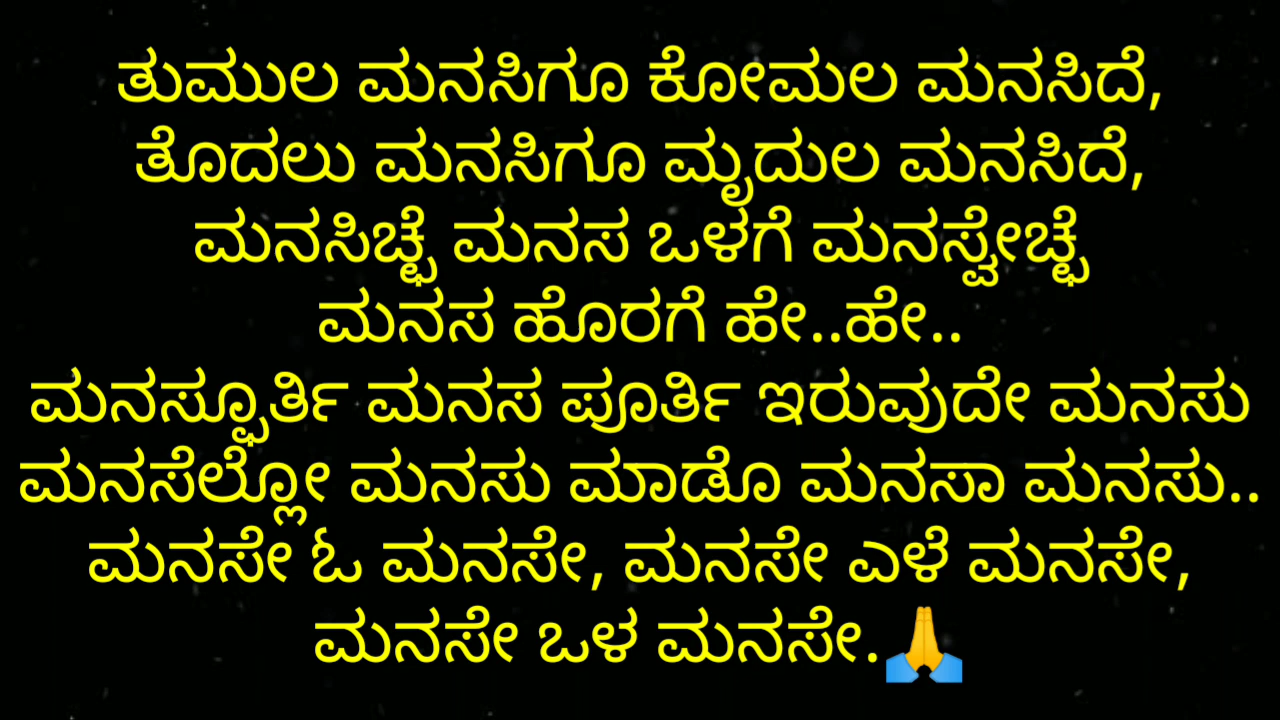 ತುಮುಲ ಮನಸಿಗೂ ಕೋಮಲ ಮನಸಿದೆ,
ತೊದಲು ಮನಸಿಗೂ ಮೃದುಲ ಮನಸಿದೆ,
ಮನಸಿಚ್ಛೆ ಮನಸ ಒಳಗೆ ಮನಸ್ವೇಚ್ಛೆ
ಮನಸ ಹೊರಗೆ ಹೇ..ಹೇ..
ಮನಸ್ಫೂರ್ತಿ ಮನಸ ಪೂರ್ತಿ ಇರುವುದೇ ಮನಸು
ಮನಸೆಲ್ಲೋ ಮನಸು ಮಾಡೊ ಮನಸಾ ಮನಸು..
ಮನಸೇ ಓ ಮನಸೇ, ಮನಸೇ ಎಳೆ ಮನಸೇ,
ಮನಸೇ ಒಳ ಮನಸೇ.🙏